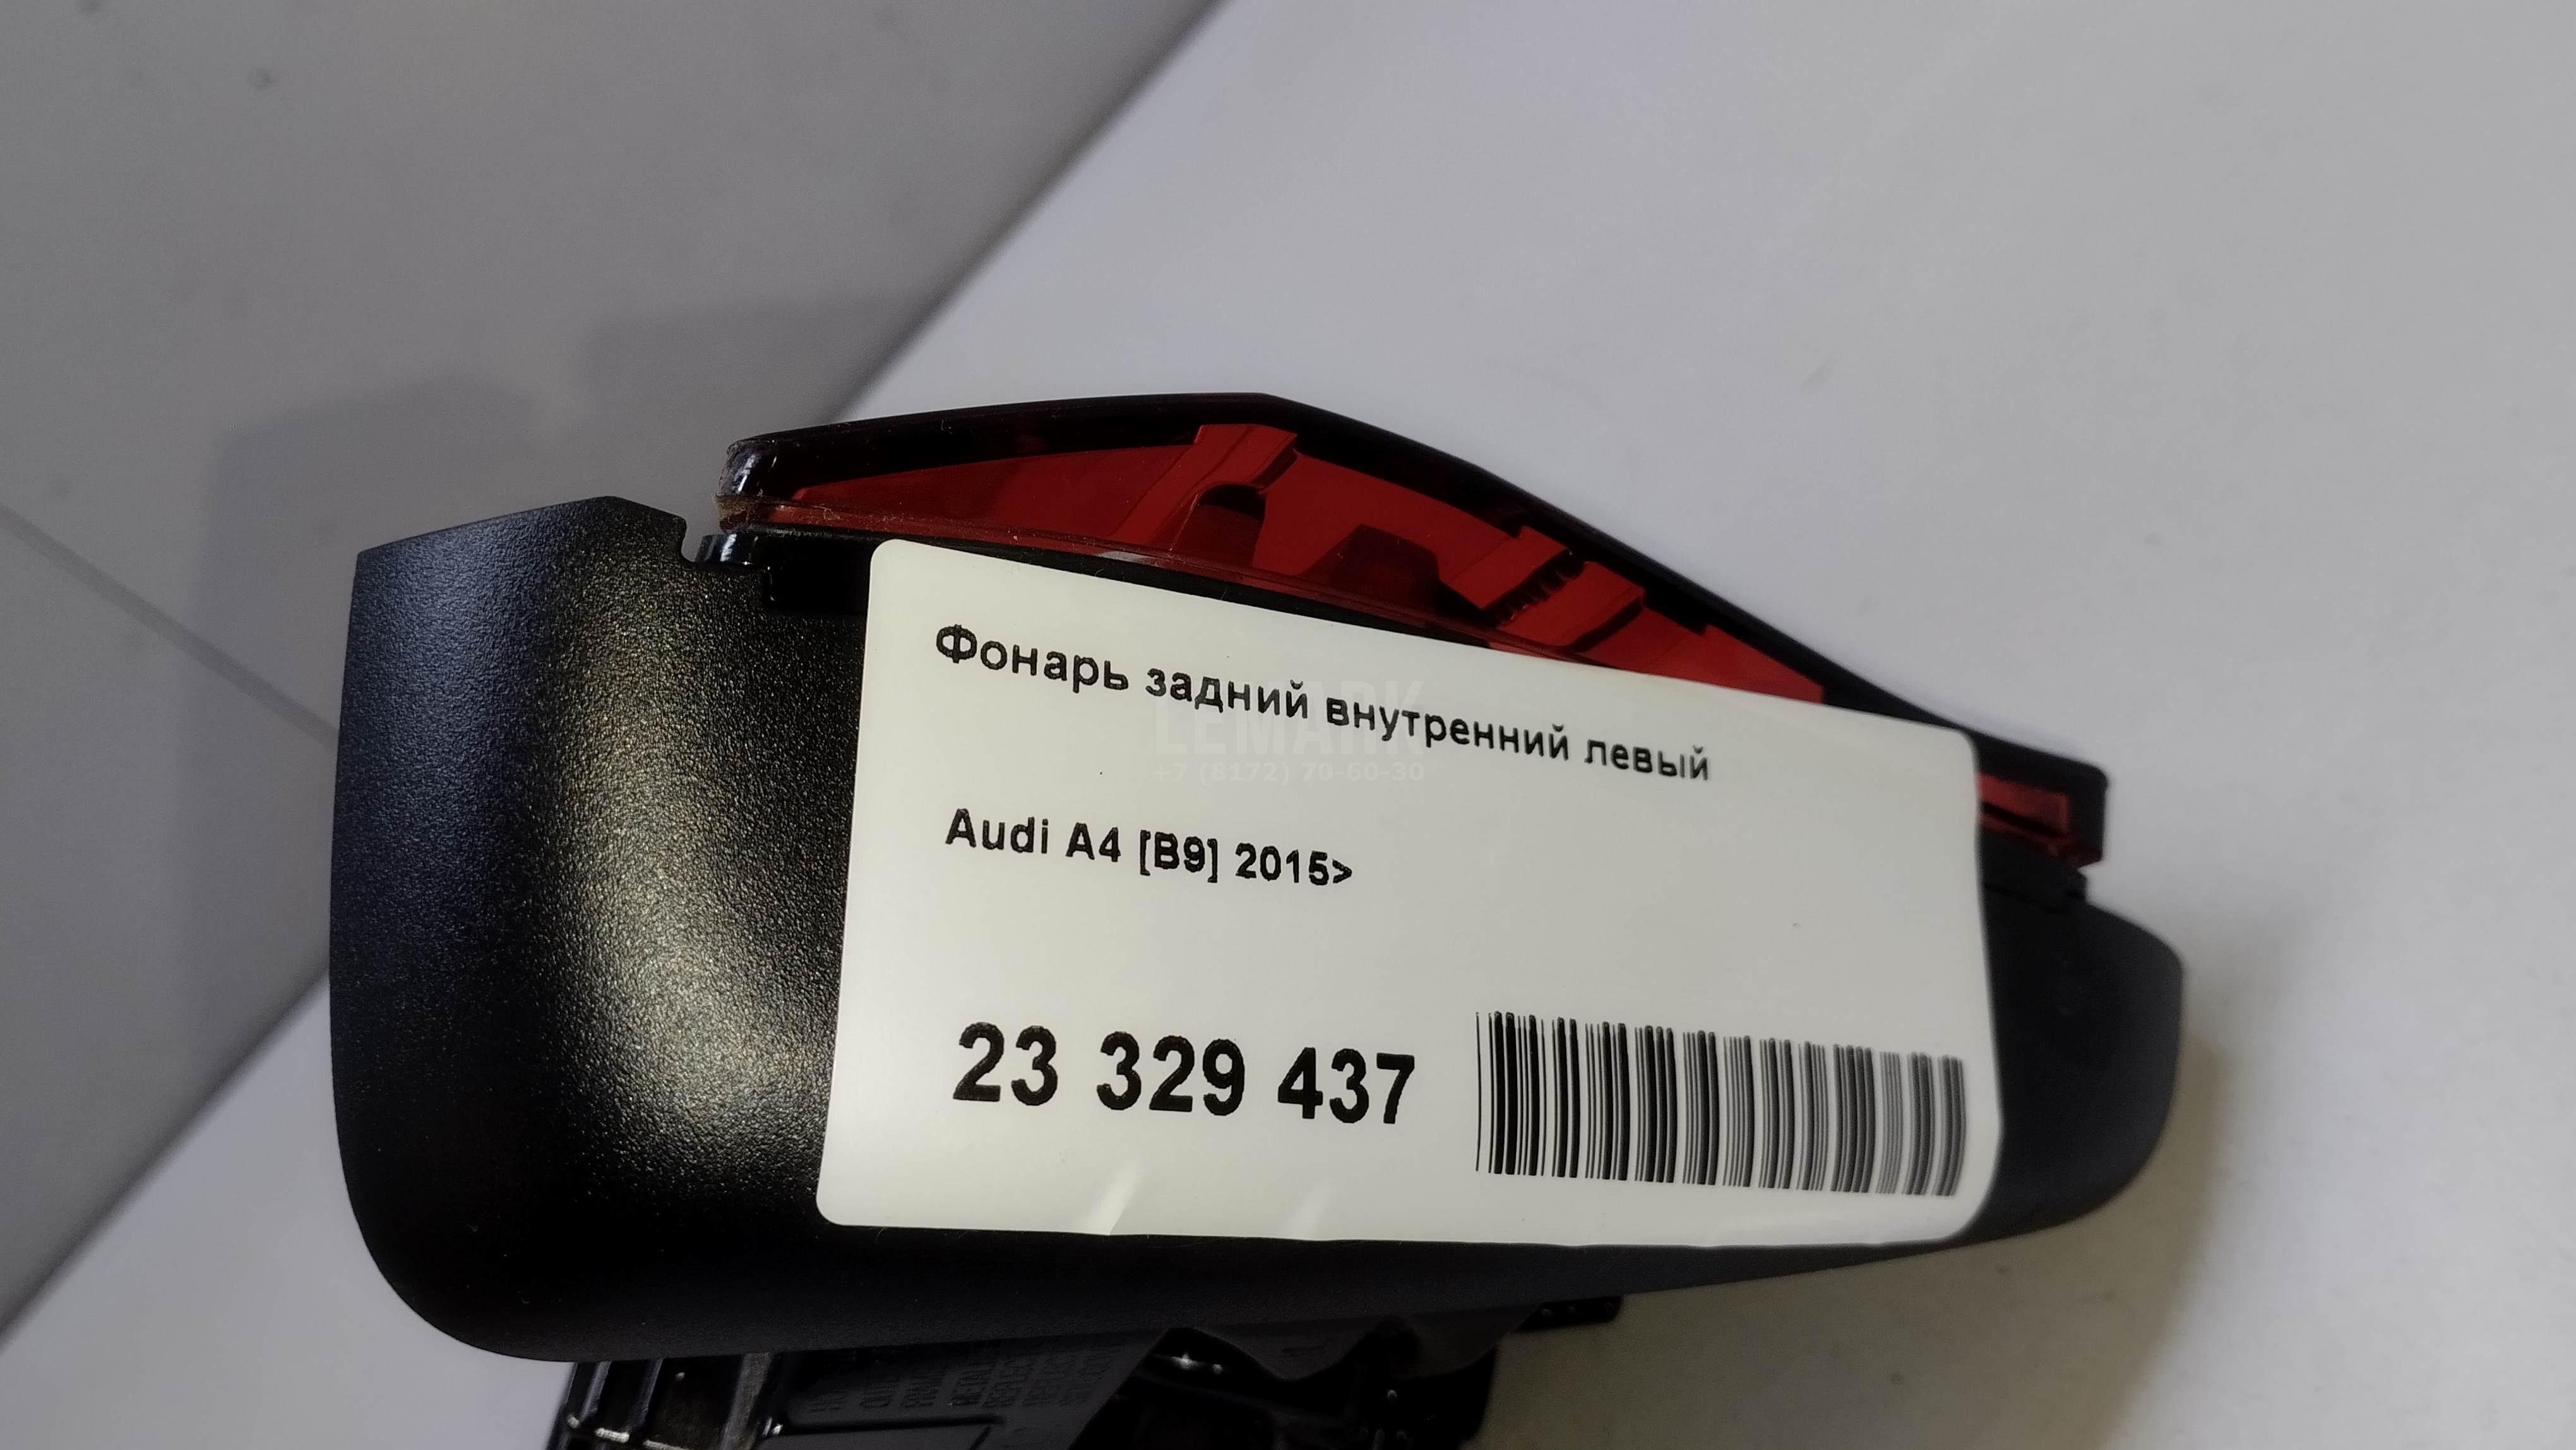 Фонарь задний внутренний левый
LEMARK
+7 (8172) 70-60-30
Audi A4 [B9] 2015>
23 329 437